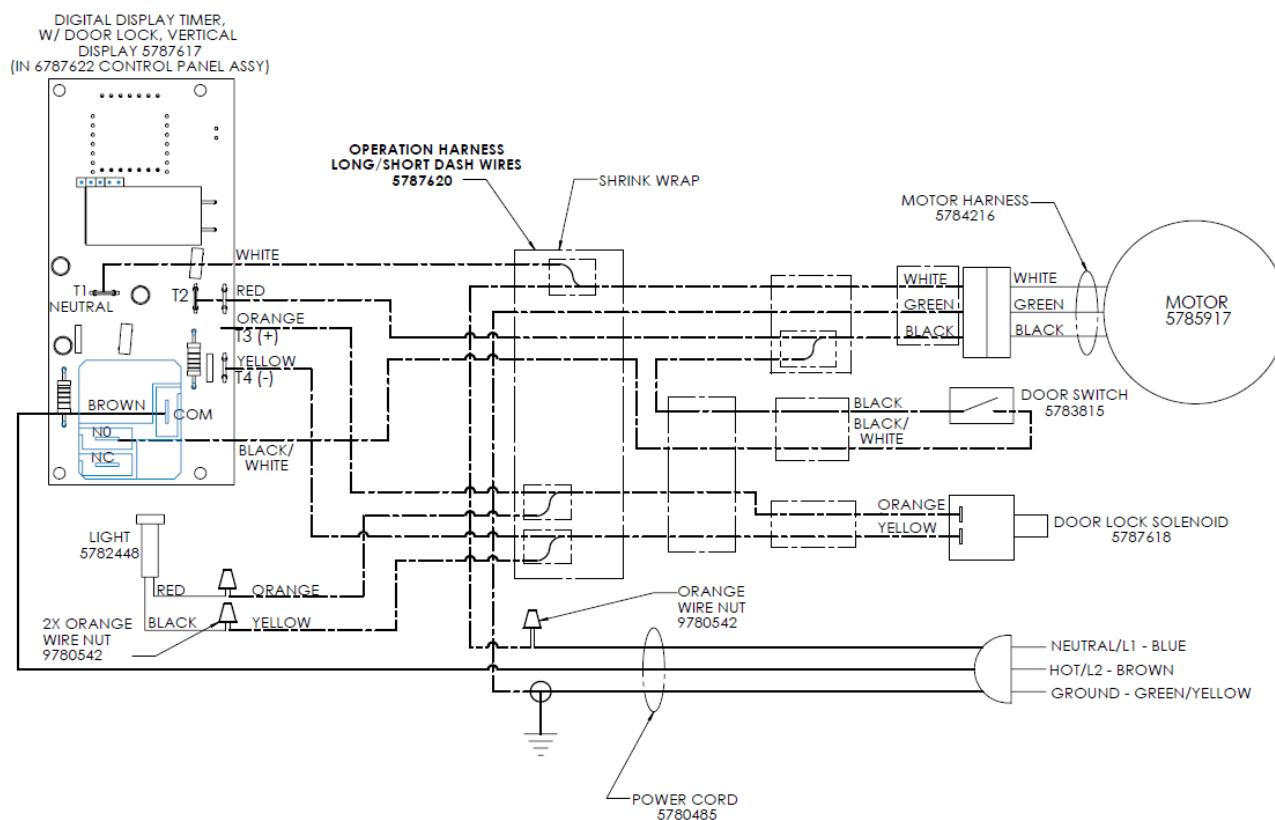 DIGITAL DISPLAY TIMER,
W/ DOOR LOCK, VERTICAL
DISPLAY 5787617
(IN 6787622 CONTROL PANEL ASSY)
OPERATION HARNESS
LONG/SHORT DASH WIRES
5787620
SHRINK WRAP
MOTOR HARNESS
5784216
WHITE
T1
NEUTRAL
T2
RED
ORANGE
T3 (+)
YELLOW
T4 (-)
BROWN
COM
N0
NC
BLACK/
WHITE
WHITE
GREEN
BLACK
WHITE
GREEN
BLACK
MOTOR
5785917
BLACK
BLACK/
WHITE
DOOR SWITCH
5783815
ORANGE
YELLOW
DOOR LOCK SOLENOID
5787618
LIGHT
5782448
RED
ORANGE
BLACK
YELLOW
2X ORANGE
WIRE NUT
9780542
ORANGE
WIRE NUT
9780542
NEUTRAL/L1 - BLUE
HOT/L2 - BROWN
GROUND - GREEN/YELLOW
POWER CORD
5780485